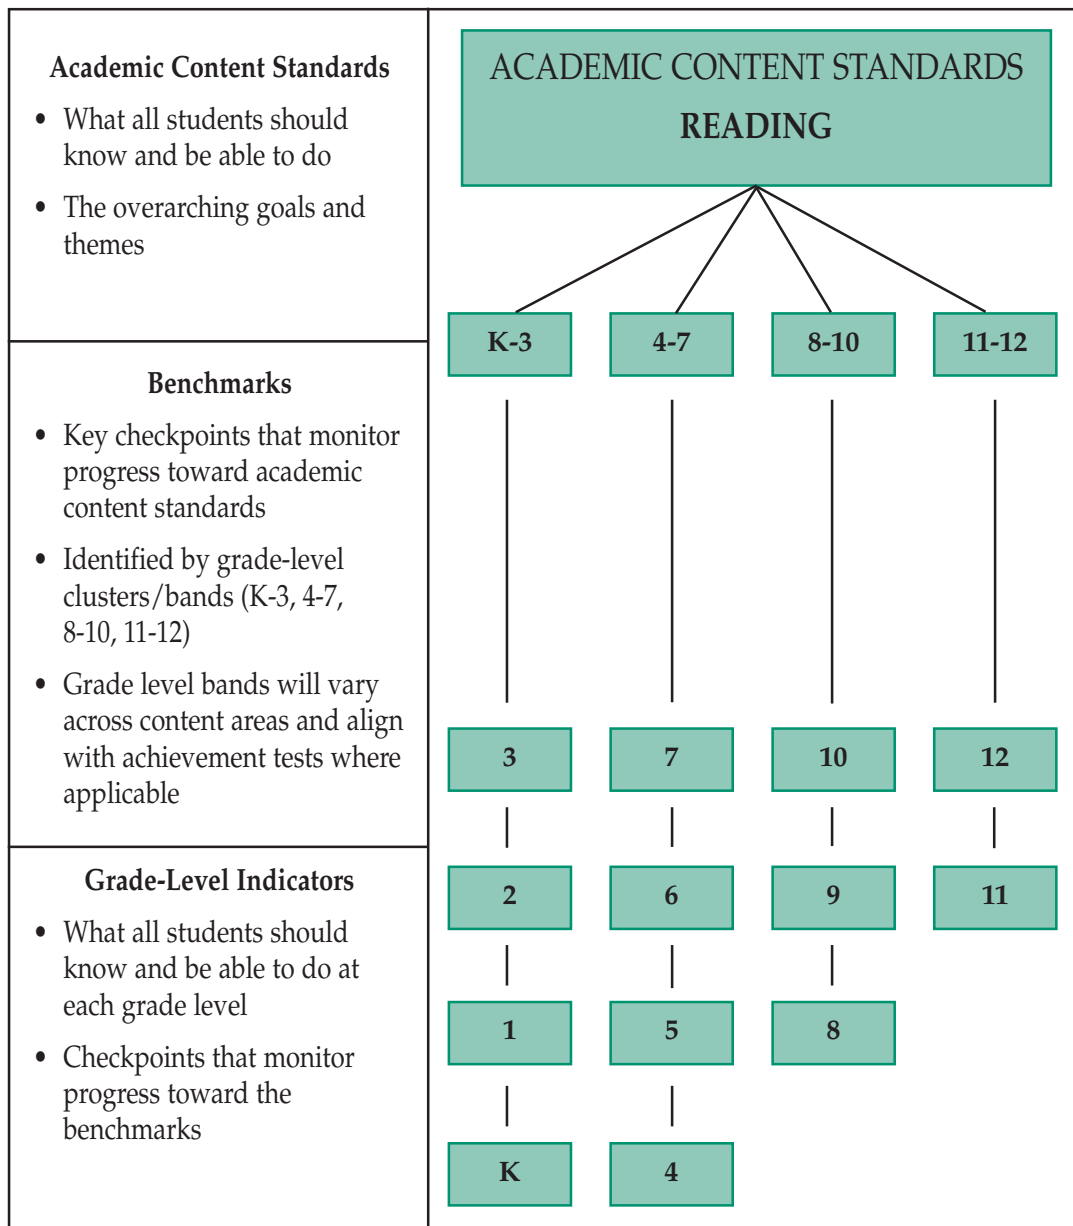 Academic Content Standards
• What all students should
know and be able to do
• The overarching goals and
themes
Benchmarks
• Key checkpoints that monitor
progress toward academic
content standards
• Identified by grade-level
clusters/bands (K-3, 4-7,
8-10, 11-12)
• Grade level bands will vary
across content areas and align
with achievement tests where
applicable
Grade-Level Indicators
• What all students should
know and be able to do at
each grade level
• Checkpoints that monitor
progress toward the
benchmarks
ACADEMIC CONTENT STANDARDS
READING
K-3 4-7 8-10 11-12
3 7 10 12
2 6 9 11
1 5 8
K 4